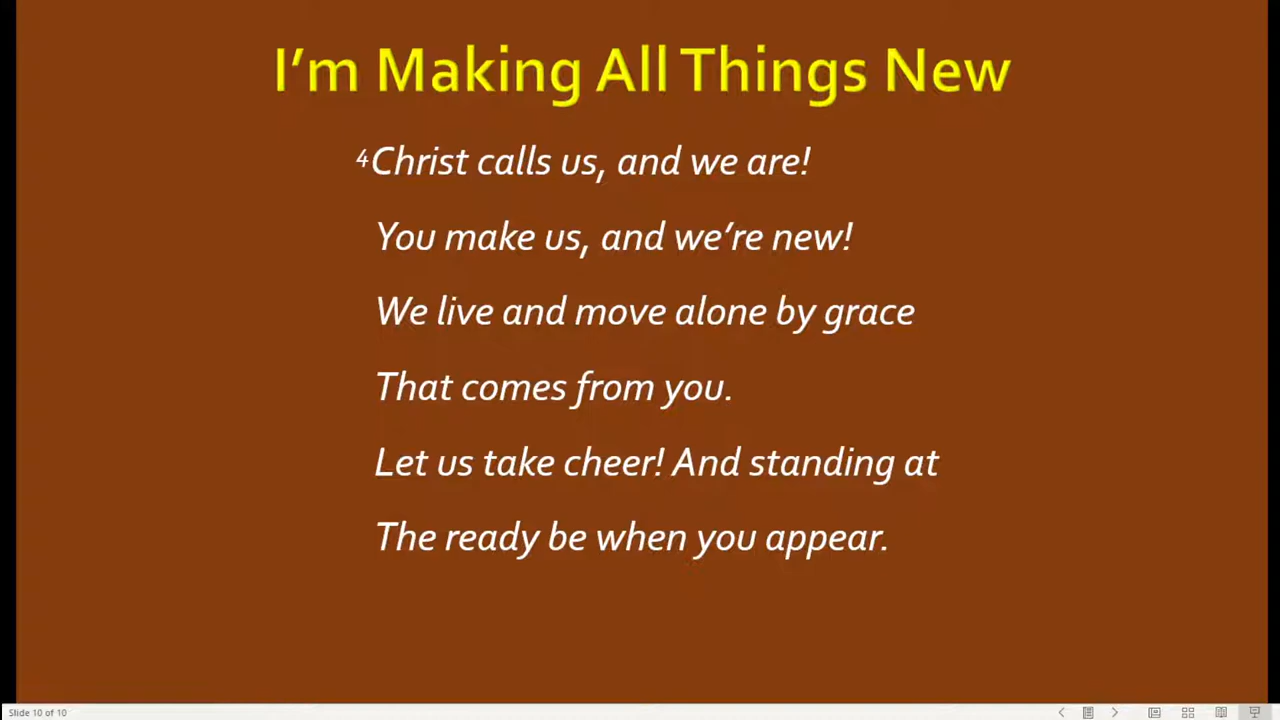 I’m Making All Things New
⁴Christ calls us, and we are!
You make us, and we’re new!
We live and move alone by grace
That comes from you.
Let us take cheer! And standing at
The ready be when you appear.
Slide 10 of 10